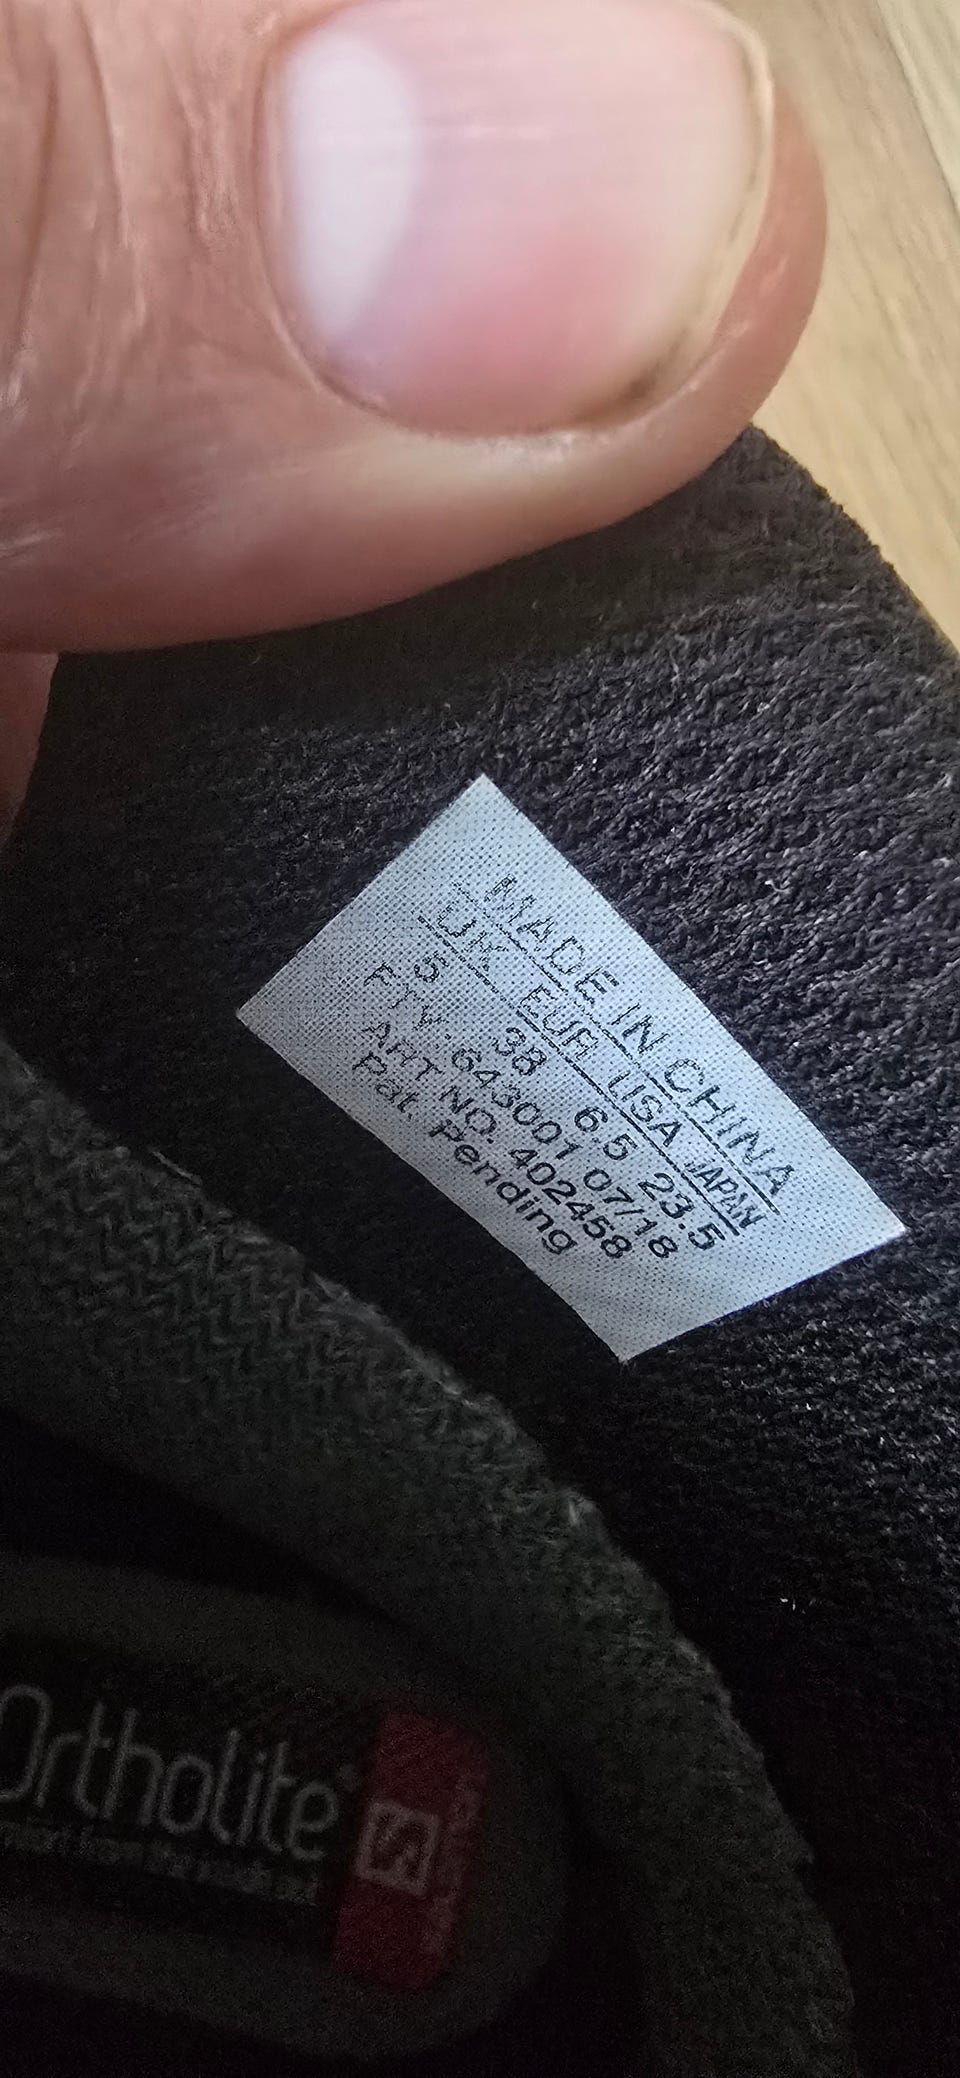 MADE IN CHINA
UK EUR USA JAPAN
5 38 6.5 23.5
FTY. 643001 07/18
ART NO. 402458
Pat. Pending
Ortholite
S